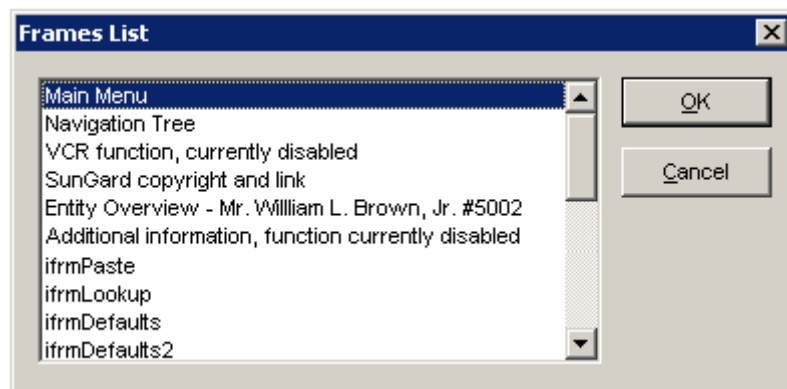 Frames List
Main Menu
Navigation Tree
VCR function, currently disabled
SunGard copyright and link
Entity Overview - Mr. Willliam L. Brown, Jr. #5002
Additional information, function currently disabled
ifrmPaste
ifrmLookup
ifrmDefaults
ifrmDefaults2
OK
Cancel